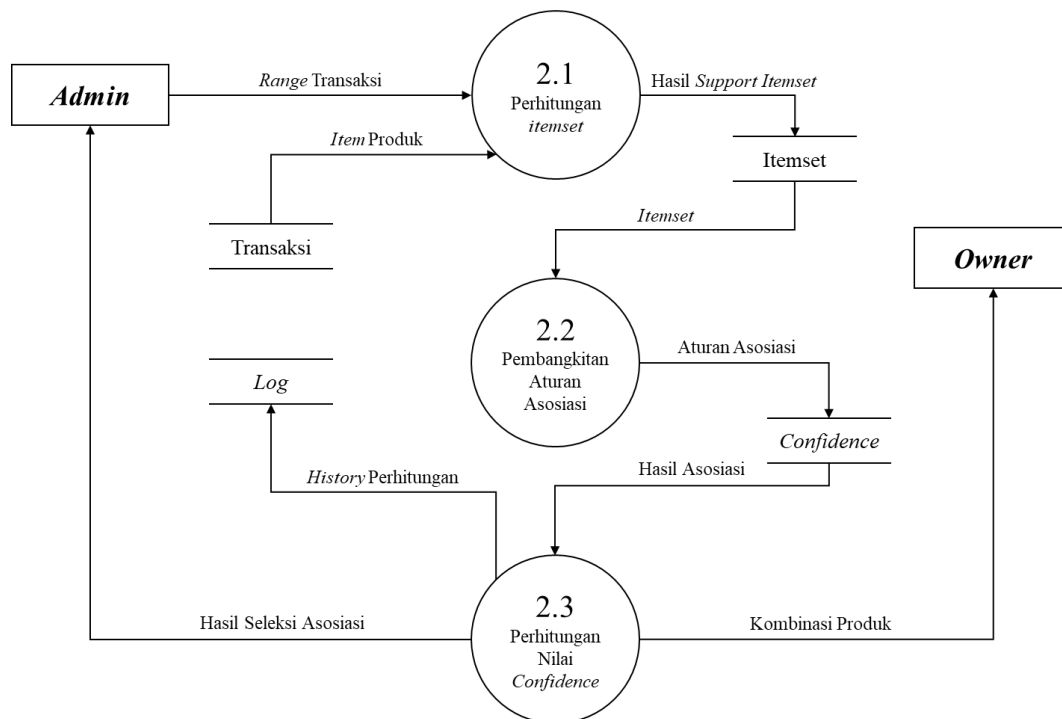 Admin
Range Transaksi
2.1
Perhitungan
itemset
Hasil Support Itemset
Item Produk
Itemset
Transaksi
Itemset
Owner
2.2
Pembangkitan
Aturan
Asosiasi
Aturan Asosiasi
Log
Confidence
History Perhitungan
Hasil Asosiasi
2.3
Perhitungan
Nilai
Confidence
Hasil Seleksi Asosiasi
Kombinasi Produk